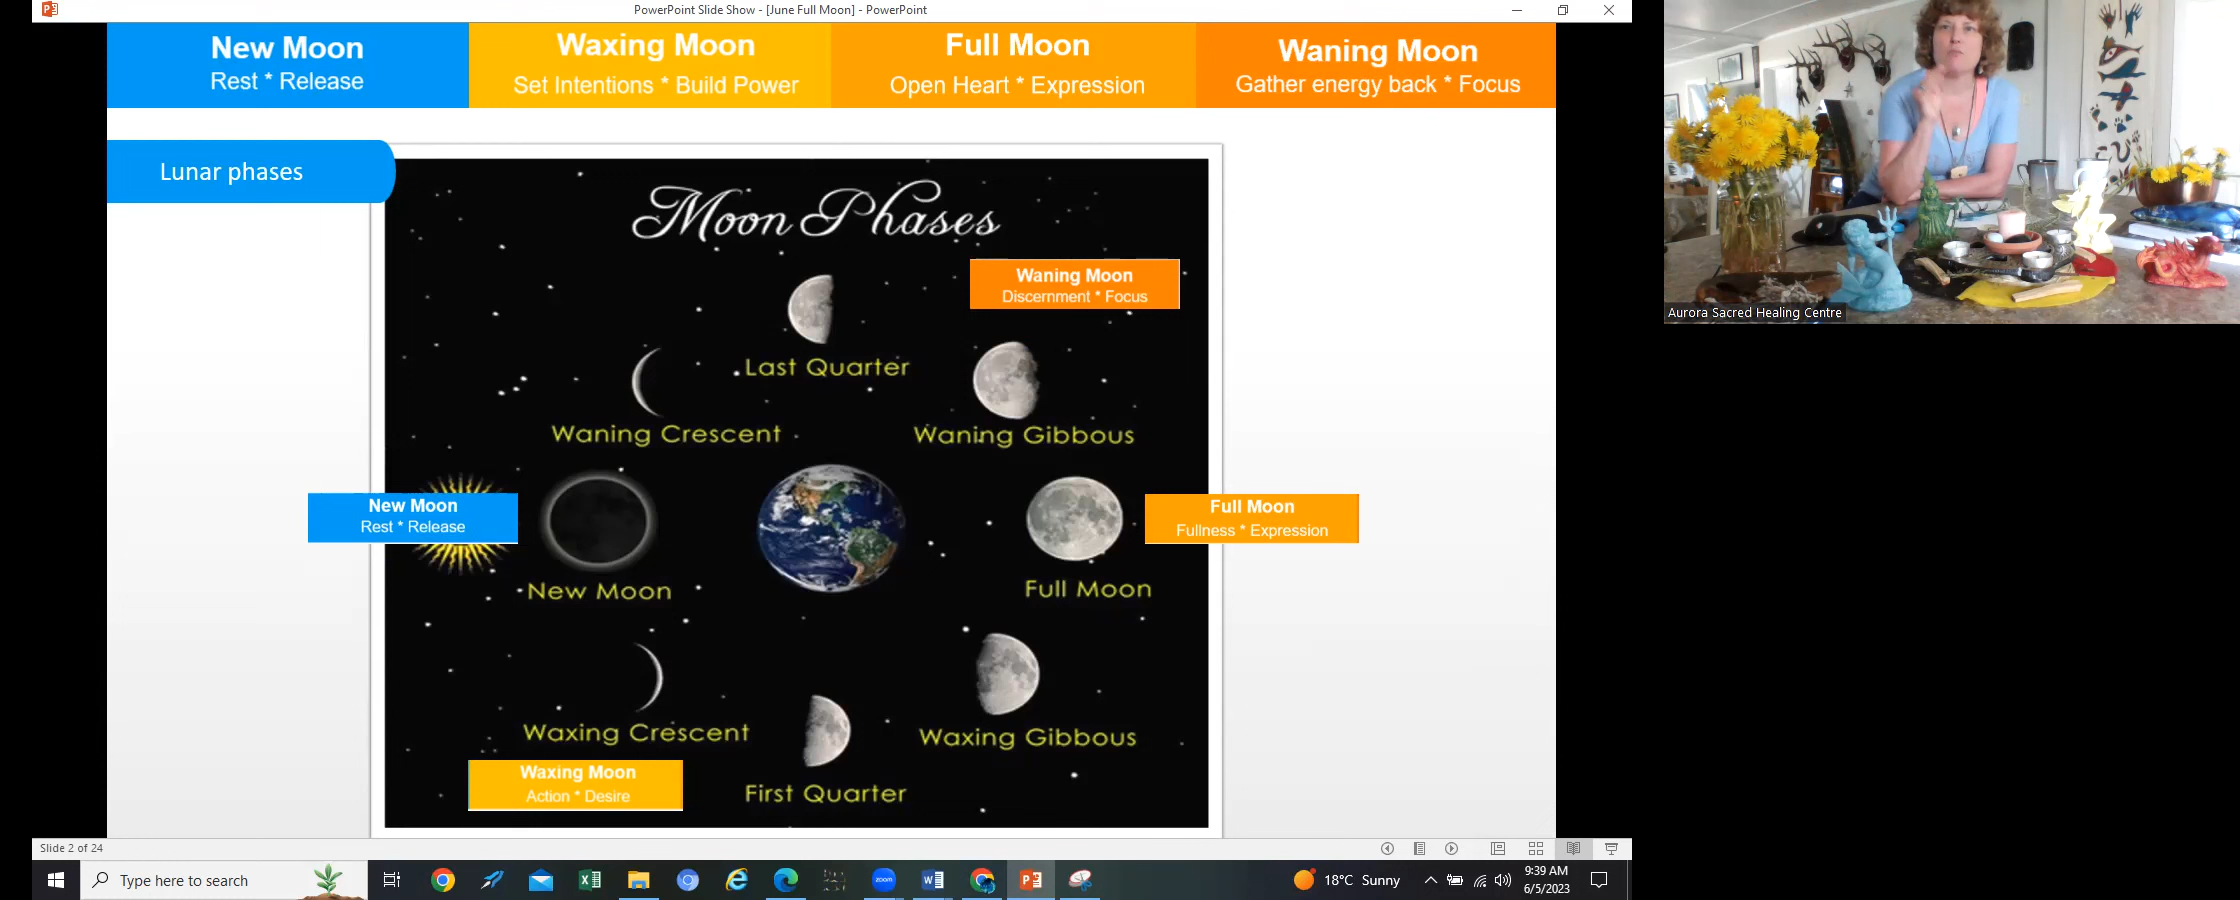 PowerPoint Slide Show - [June Full Moon] - PowerPoint
New Moon
Rest * Release
Waxing Moon
Set Intentions * Build Power
Full Moon
Open Heart * Expression
Waning Moon
Gather energy back * Focus
Lunar phases
Moon Phases
Waning Moon
Discernment * Focus
Last Quarter
Waning Crescent
Waning Gibbous
New Moon
Rest * Release
Full Moon
Fullness * Expression
New Moon
Full Moon
Waxing Crescent
Waxing Gibbous
Waxing Moon
Action * Desire
First Quarter
Aurora Sacred Healing Centre
Slide 2 of 24
Type here to search
zoom
18°C Sunny
9:39 AM
6/5/2023